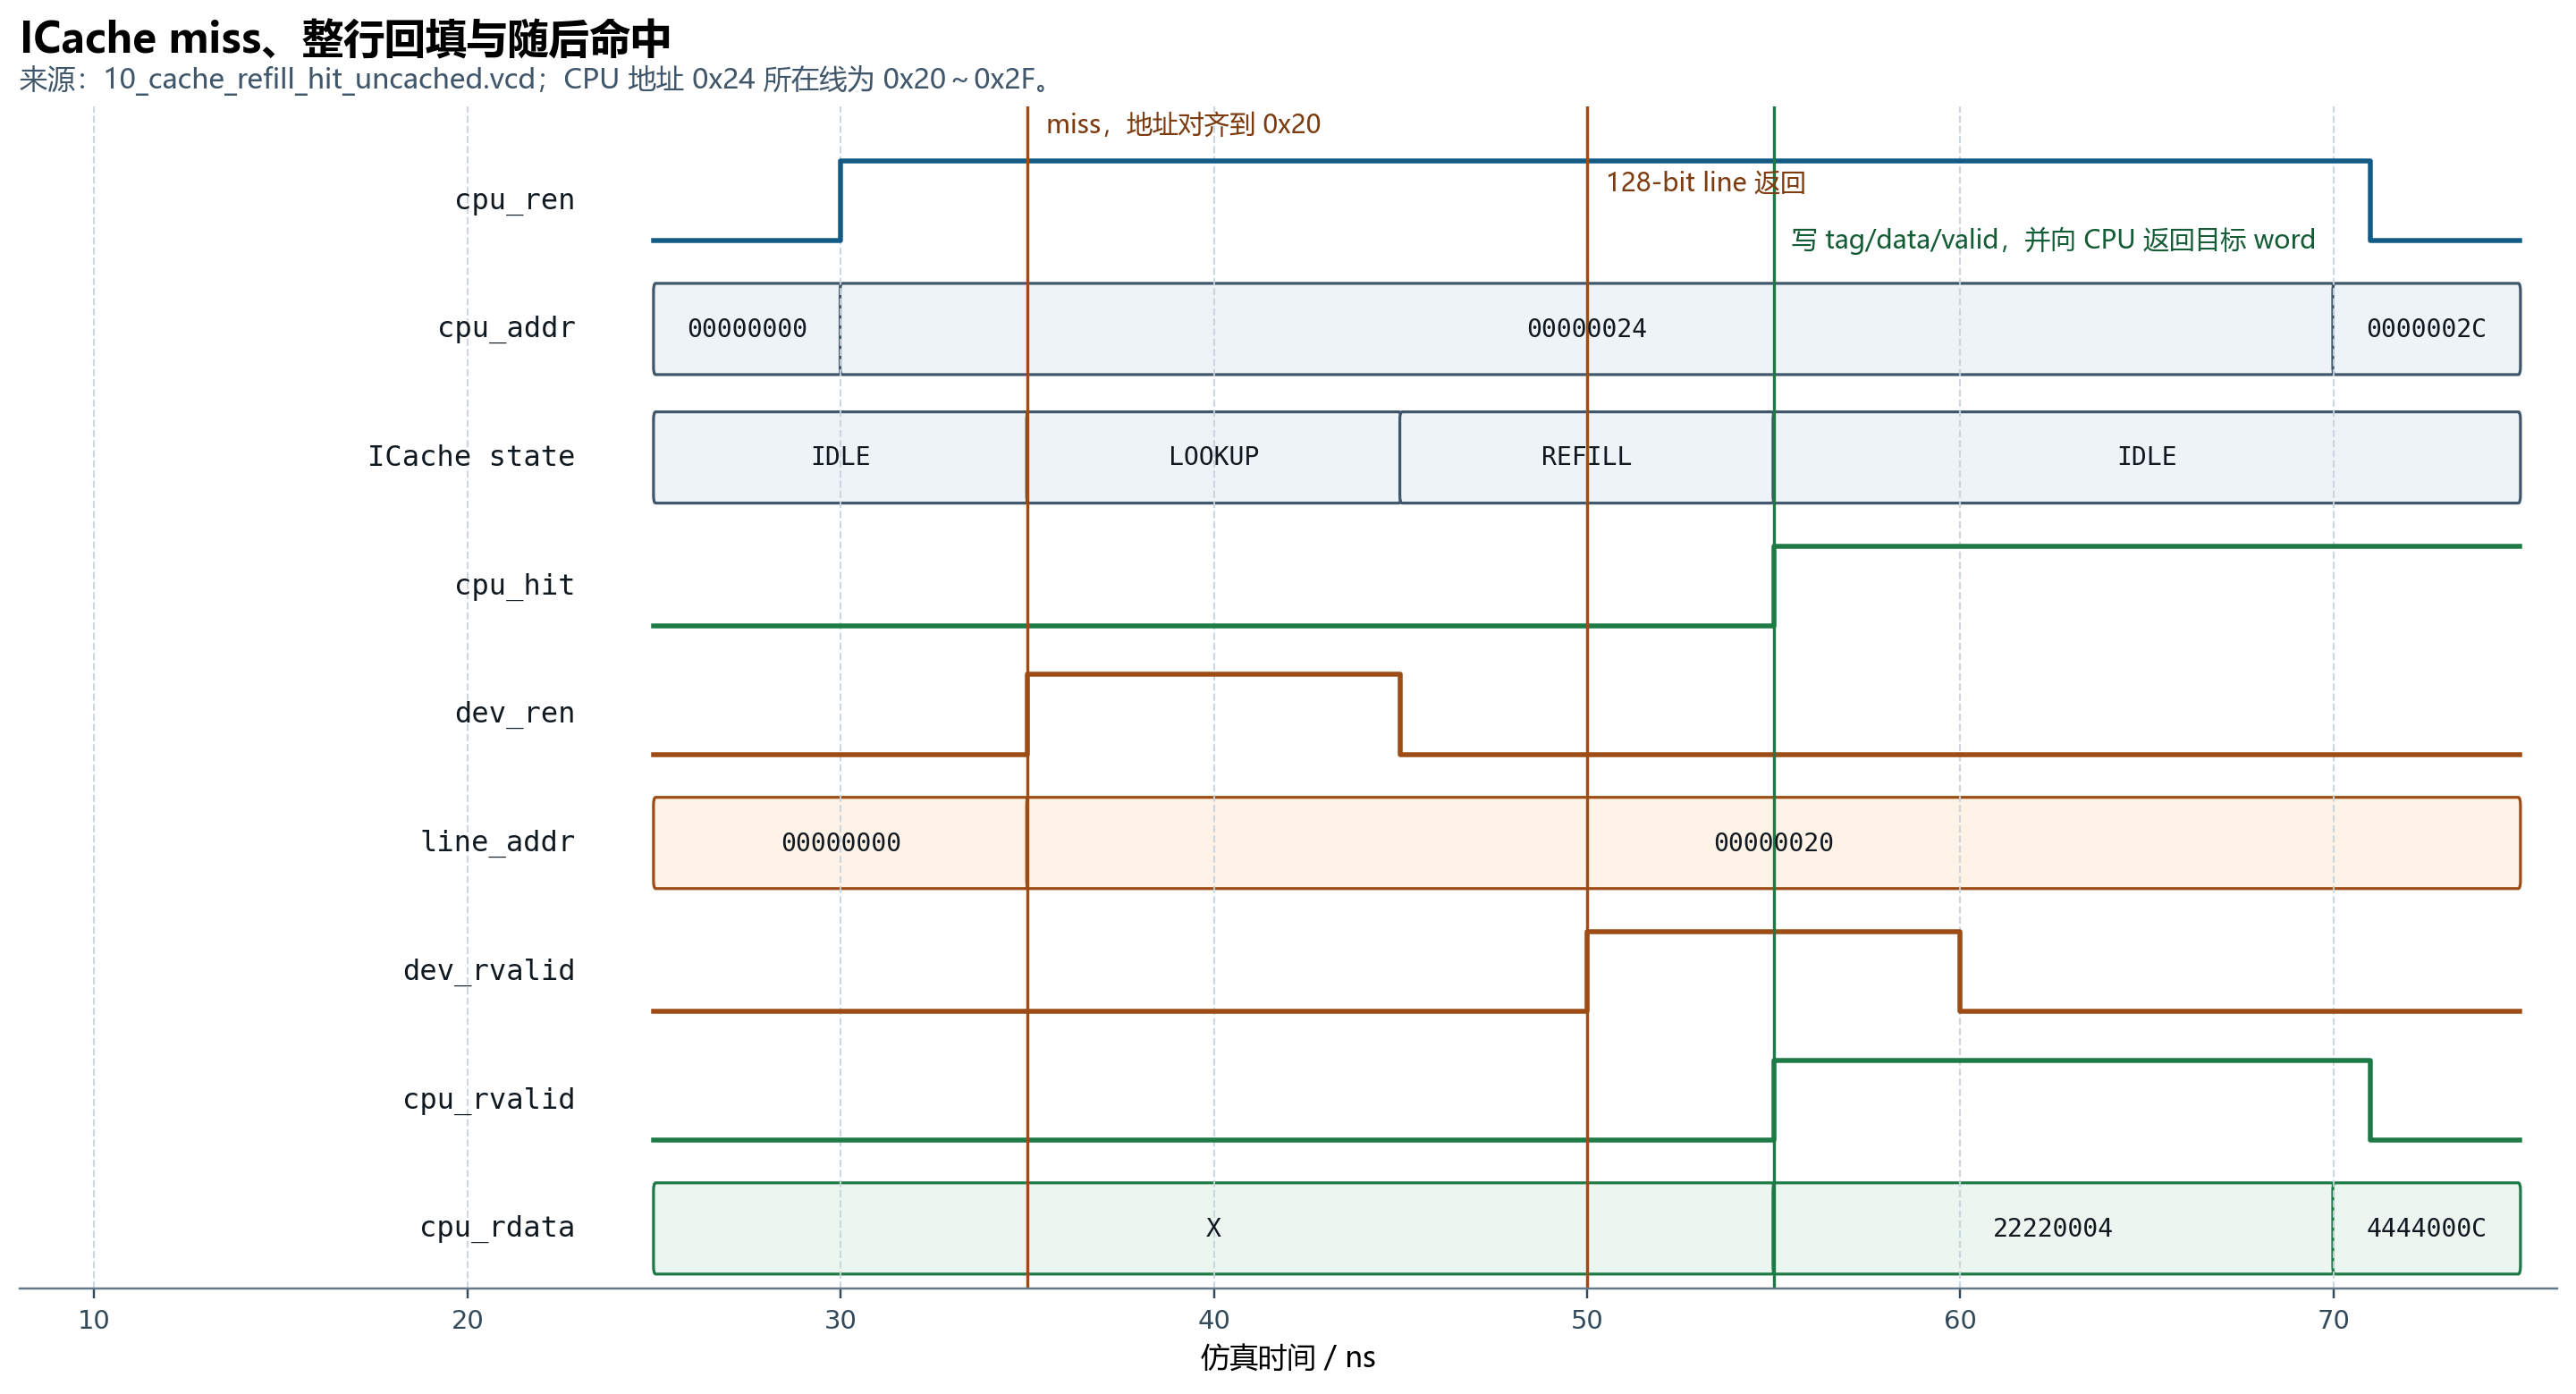 ICache miss、整行回填与随后命中
来源：10_cache_refill_hit_uncached.vcd；CPU 地址 0x24 所在线为 0x20～0x2F。
miss，地址对齐到 0x20
cpu_ren
128-bit line 返回
写 tag/data/valid，并向 CPU 返回目标 word
cpu_addr 00000000 00000024 0000002C
ICache state IDLE LOOKUP REFILL IDLE
cpu_hit
dev_ren
line_addr 00000000 00000020
dev_rvalid
cpu_rvalid
cpu_rdata X 22220004 4444000C
10 20 30 40 50 60 70
仿真时间 / ns